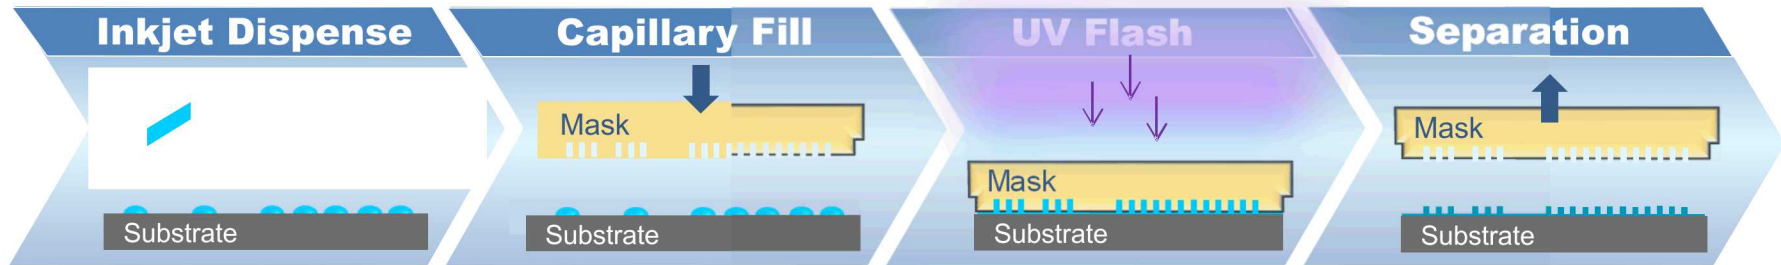 Inkjet Dispense
Substrate
Capillary Fill
Mask
Substrate
UV Flash
Mask
Substrate
Separation
Mask
Substrate